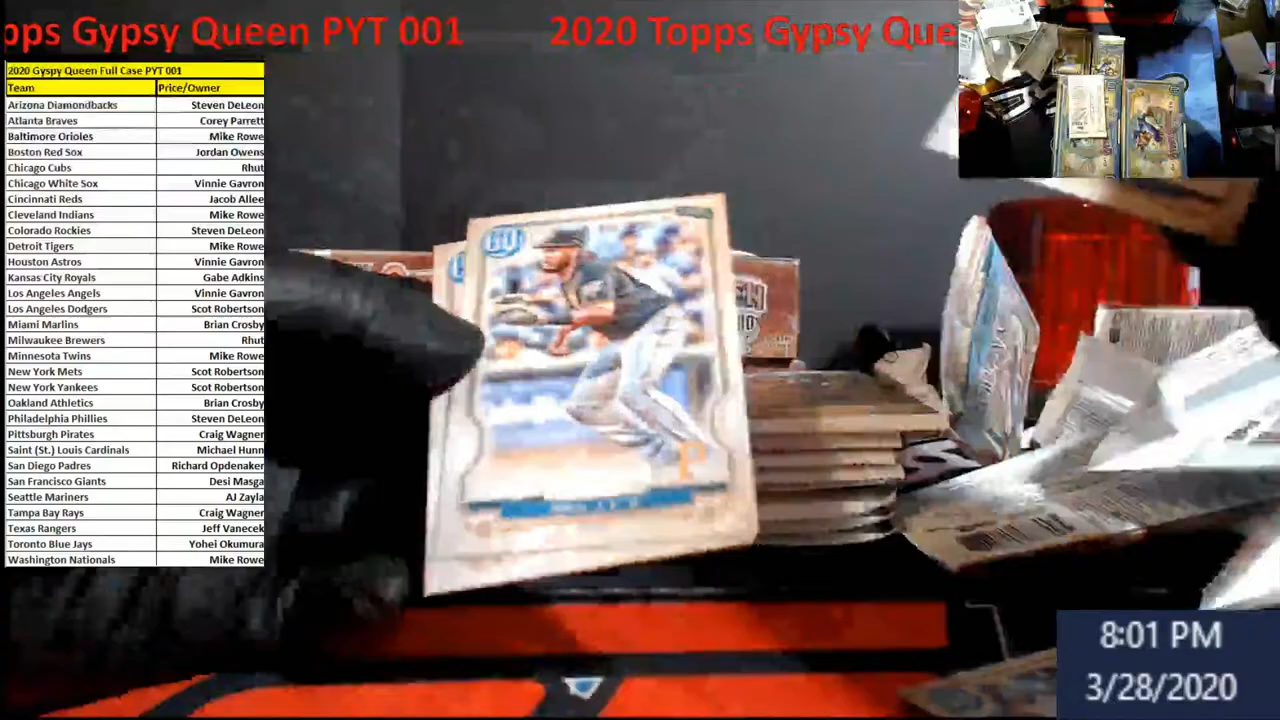 opps Gypsy Queen PYT 001 2020 Topps Gypsy Que
2020 Gyspy Queen Full Case PYT 001
Team Price/Owner
Arizona Diamondbacks Steven DeLeon
Atlanta Braves Corey Parrett
Baltimore Orioles Mike Rowe
Boston Red Sox Jordan Owens
Chicago Cubs Rhut
Chicago White Sox Vinnie Gavron
Cincinnati Reds Jacob Allee
Cleveland Indians Mike Rowe
Colorado Rockies Steven DeLeon
Detroit Tigers Mike Rowe
Houston Astros Vinnie Gavron
Kansas City Royals Gabe Adkins
Los Angeles Angels Vinnie Gavron
Los Angeles Dodgers Scot Robertson
Miami Marlins Brian Crosby
Milwaukee Brewers Rhut
Minnesota Twins Mike Rowe
New York Mets Scot Robertson
New York Yankees Scot Robertson
Oakland Athletics Brian Crosby
Philadelphia Phillies Steven DeLeon
Pittsburgh Pirates Craig Wagner
Saint (St.) Louis Cardinals Michael Hunn
San Diego Padres Richard Opdenaker
San Francisco Giants Desi Masga
Seattle Mariners AJ Zayla
Tampa Bay Rays Craig Wagner
Texas Rangers Jeff Vanecek
Toronto Blue Jays Yohei Okumura
Washington Nationals Mike Rowe
GQ
P
8:01 PM
3/28/2020